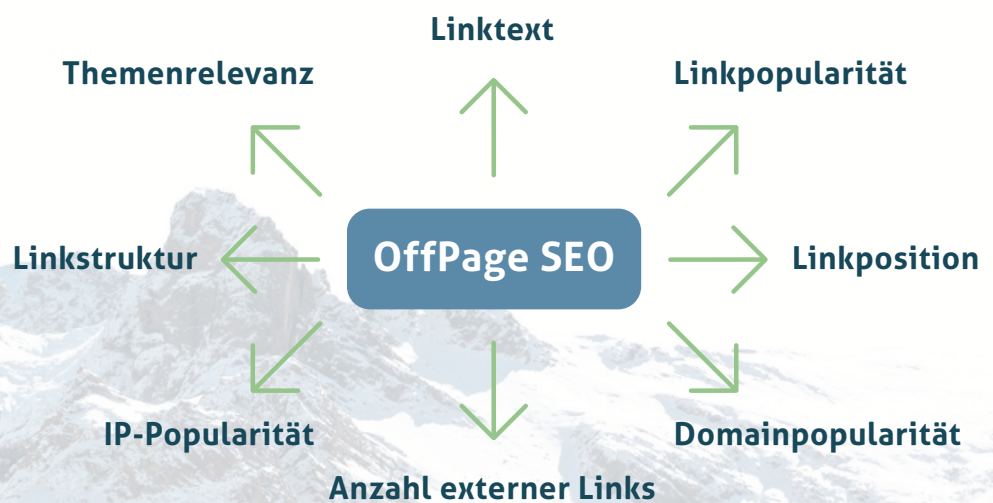 Linktext
Themenrelevanz
Linkpopularität
Linkstruktur
OffPage SEO
Linkposition
IP-Popularität
Domainpopularität
Anzahl externer Links